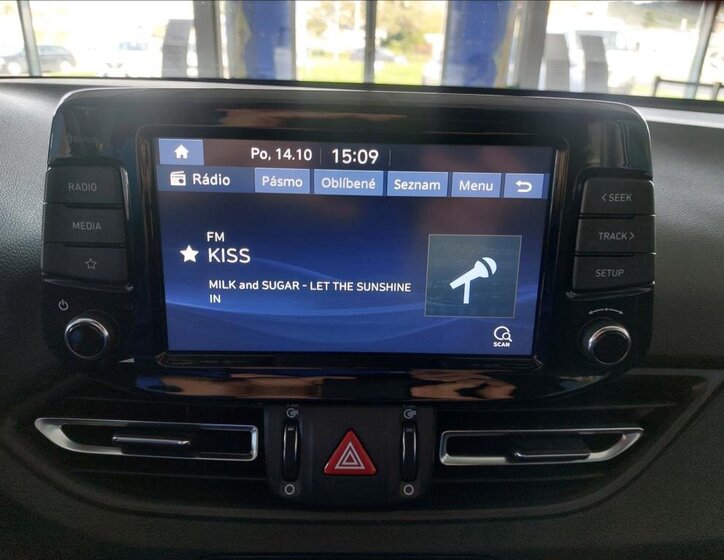 Po, 14.10 15:09
Rádio Pásmo Oblíbené Seznam Menu
RADIO
MEDIA
FM
KISS
MILK and SUGAR - LET THE SUNSHINE
IN
SCAN
< SEEK
TRACK >
SETUP